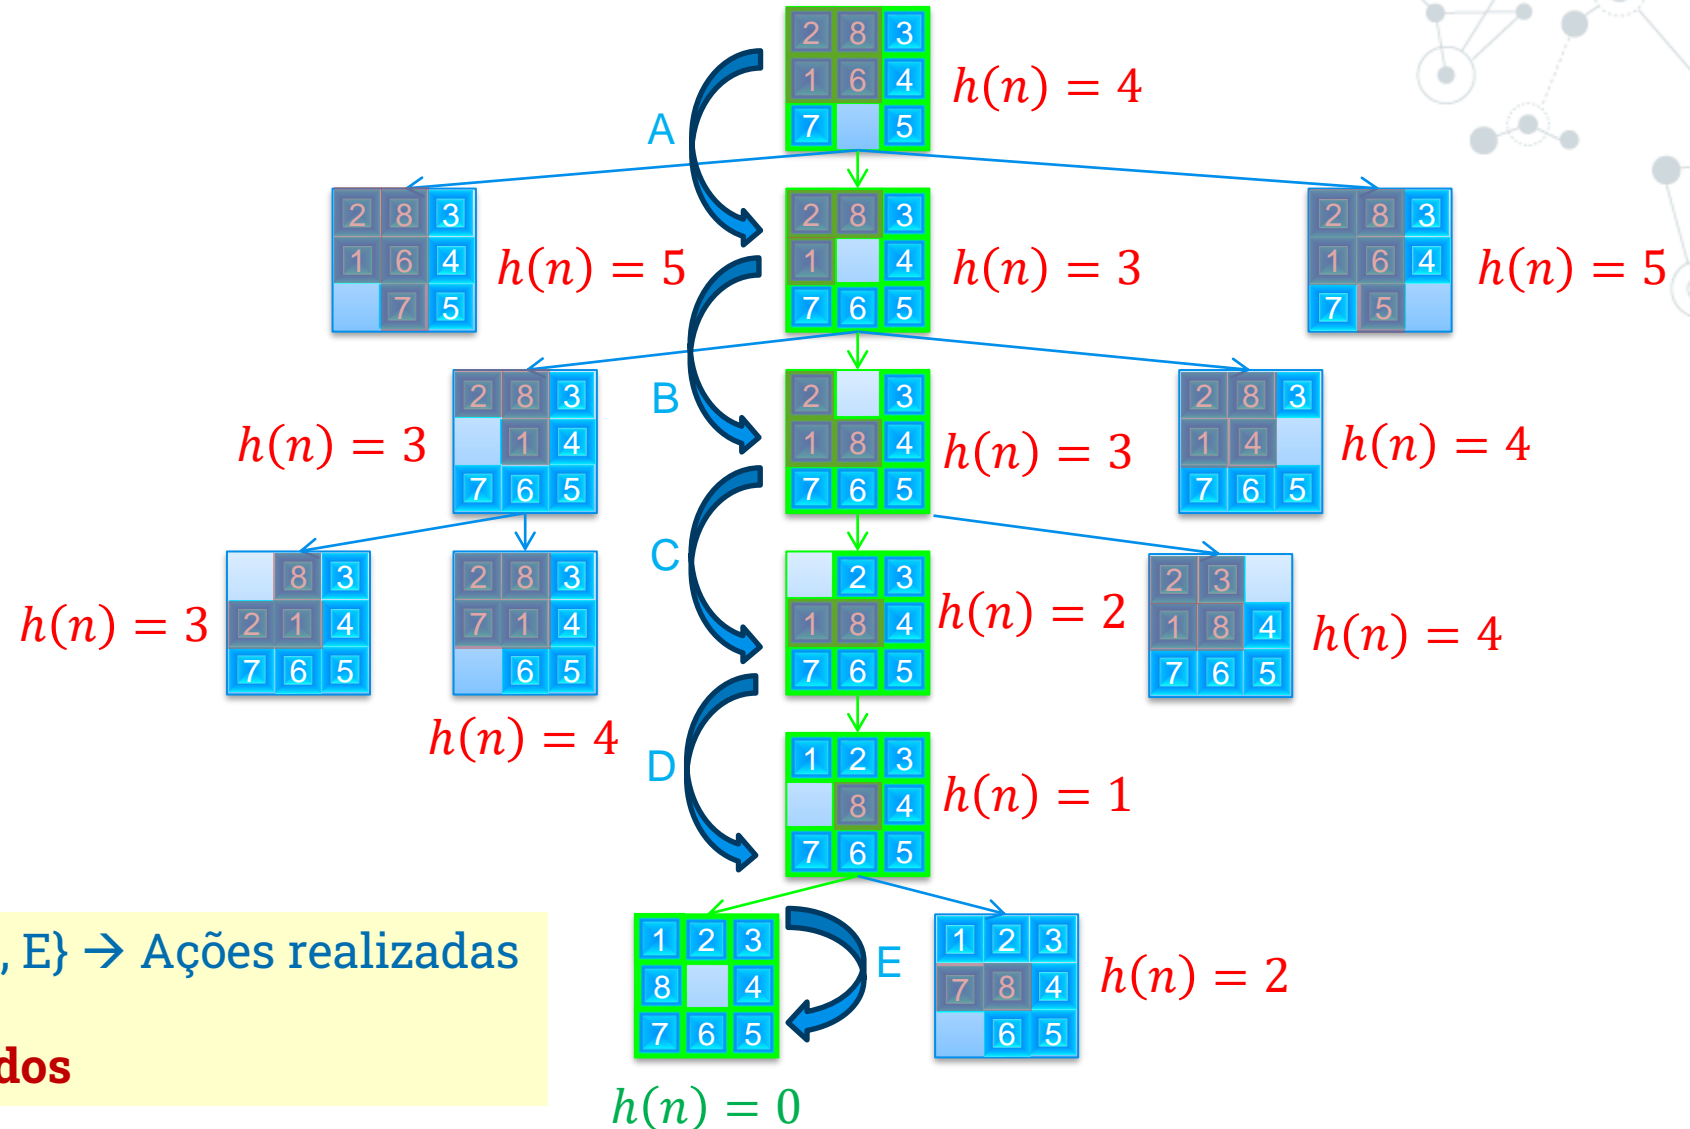 2 8 3
1 6 4
7 5
h(n) = 4
A
2 8 3
1 6 4
7 5
h(n) = 5
2 8 3
1 4
7 6 5
h(n) = 3
2 8 3
1 6 4
7 5
h(n) = 5
B
h(n) = 3
2 8 3
1 4
7 6 5
2 3
1 8 4
7 6 5
h(n) = 3
2 8 3
1 4
7 6 5
h(n) = 4
C
h(n) = 3
8 3
2 1 4
7 6 5
2 8 3
7 1 4
6 5
h(n) = 4
2 3
1 8 4
7 6 5
h(n) = 2
2 3
1 8 4
7 6 5
h(n) = 4
D
1 2 3
8 4
7 6 5
h(n) = 1
, E} → Ações realizadas
dos
1 2 3
8 4
7 6 5
h(n) = 0
E
1 2 3
7 8 4
6 5
h(n) = 2